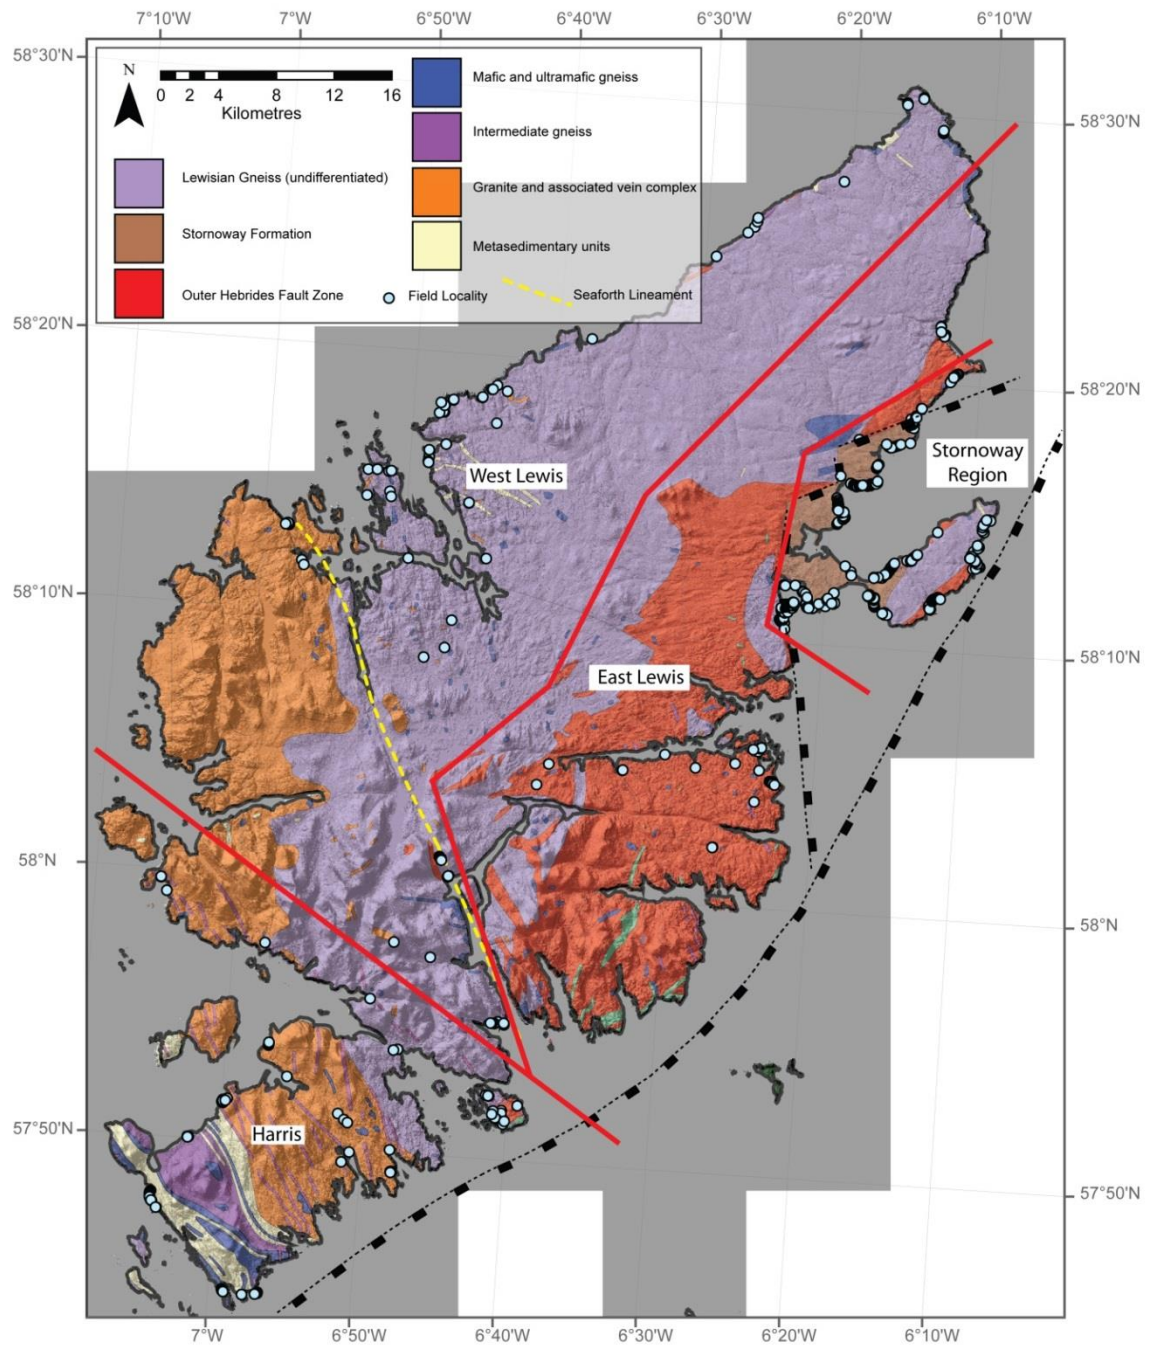 7°10'W 7°W 6°50'W 6°40'W 6°30'W 6°20'W 6°10'W
58°30'N
N
0 2 4 8 12 16
Kilometres
Mafic and ultramafic gneiss
Intermediate gneiss
Lewisian Gneiss (undifferentiated)
Granite and associated vein complex
Stornoway Formation
Metasedimentary units
Outer Hebrides Fault Zone
Field Locality
Seaforth Lineament
58°30'N
58°20'N
58°20'N
Stornoway
Region
West Lewis
58°10'N
58°10'N
East Lewis
58°N
58°N
57°50'N
Harris
57°50'N
7°W 6°50'W 6°40'W 6°30'W 6°20'W 6°10'W